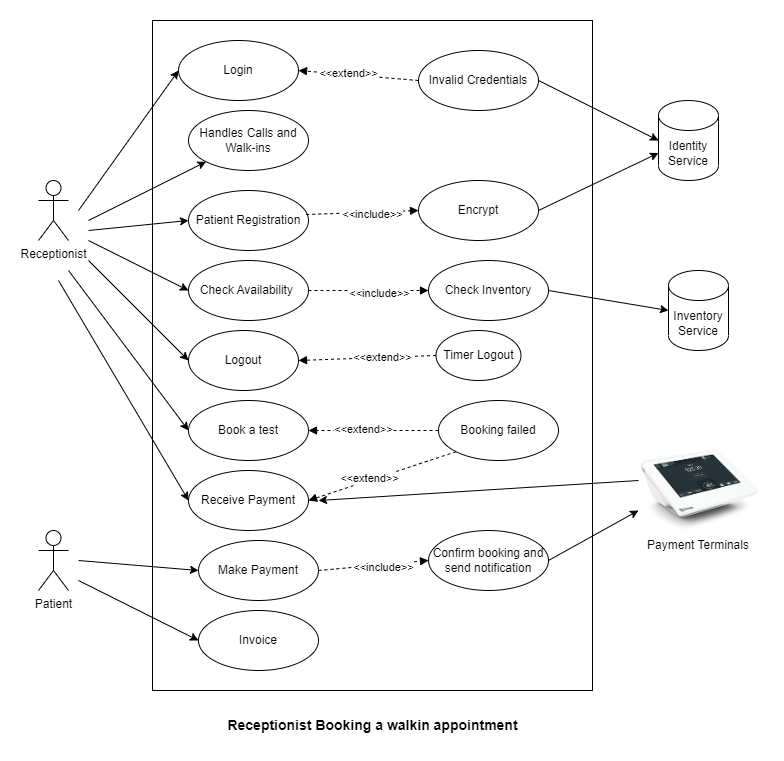 Login
<<extend>>
Invalid Credentials
Handles Calls and
Walk-ins
Identity
Service
Patient Registration
<<include>>
Encrypt
Receptionist
Check Availability
<<include>>
Check Inventory
Inventory
Service
Logout
<<extend>>
Timer Logout
Book a test
<<extend>>
Booking failed
<<extend>>
Receive Payment
Payment Terminals
Make Payment
<<include>>
Confirm booking and
send notification
Patient
Invoice
Receptionist Booking a walkin appointment